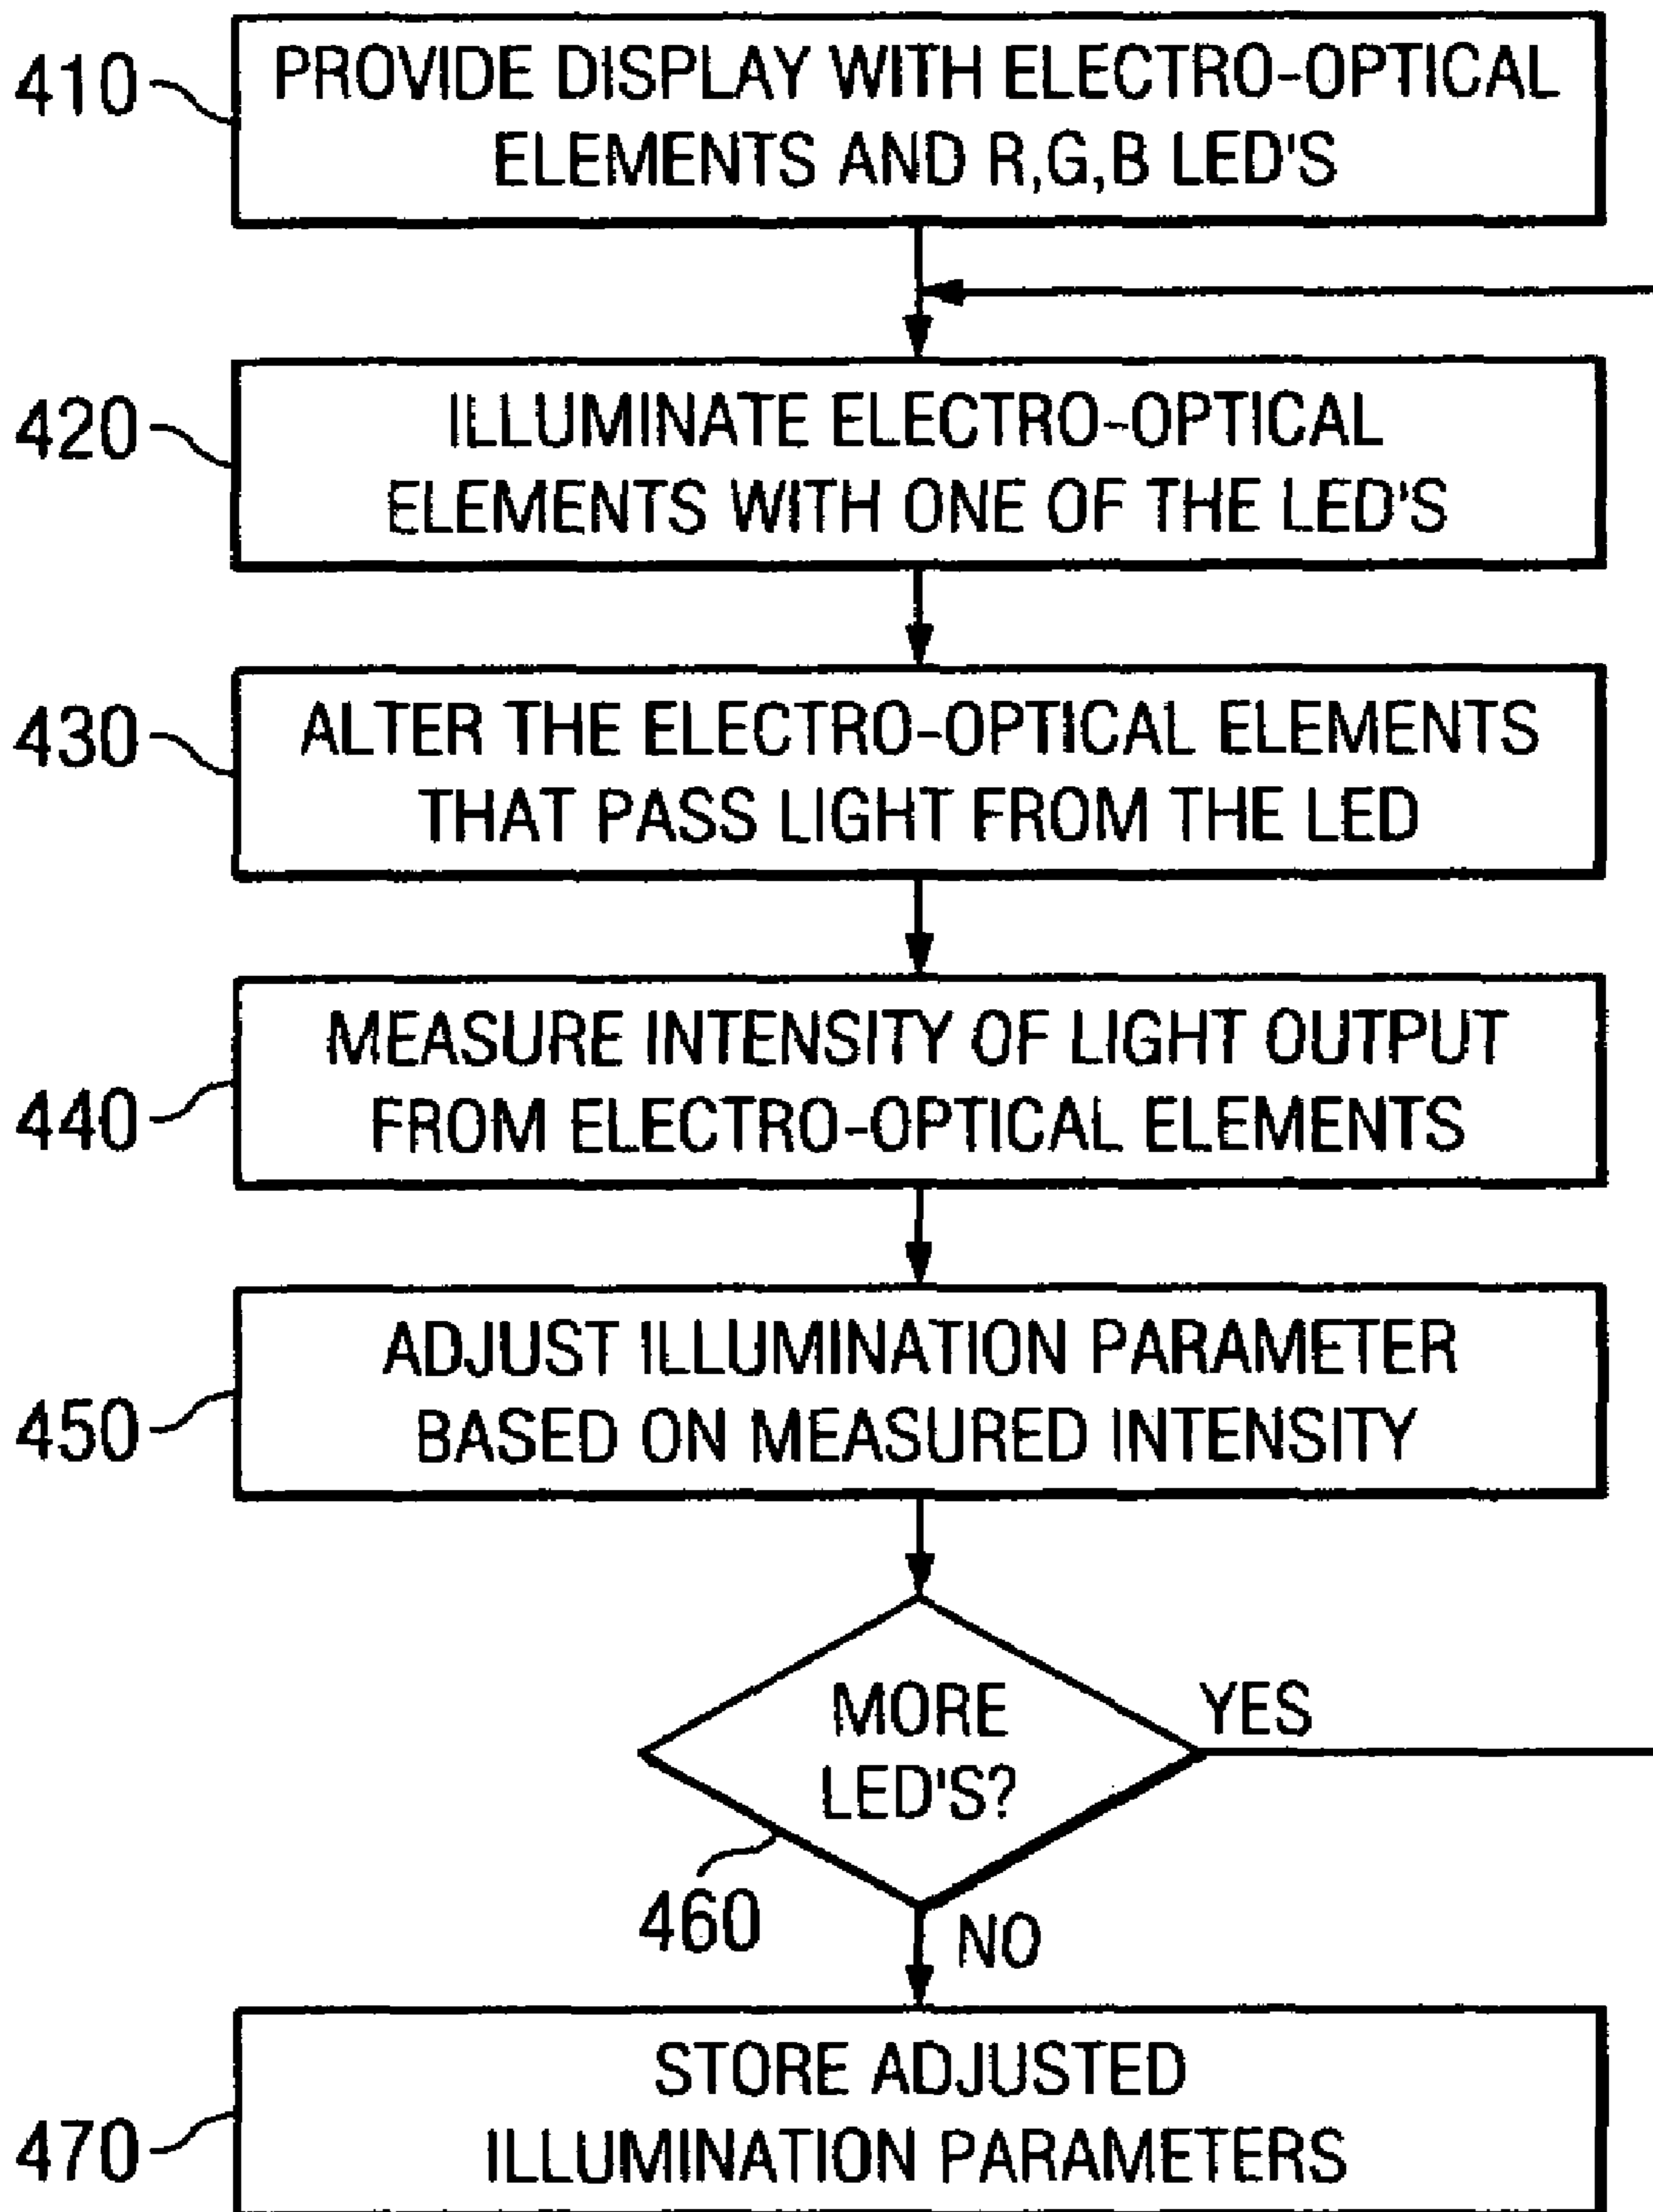 410
PROVIDE DISPLAY WITH ELECTRO-OPTICAL
ELEMENTS AND R,G,B LED'S
420
ILLUMINATE ELECTRO-OPTICAL
ELEMENTS WITH ONE OF THE LED'S
430
ALTER THE ELECTRO-OPTICAL ELEMENTS
THAT PASS LIGHT FROM THE LED
440
MEASURE INTENSITY OF LIGHT OUTPUT
FROM ELECTRO-OPTICAL ELEMENTS
450
ADJUST ILLUMINATION PARAMETER
BASED ON MEASURED INTENSITY
MORE
LED'S?
YES
460
NO
470
STORE ADJUSTED
ILLUMINATION PARAMETERS